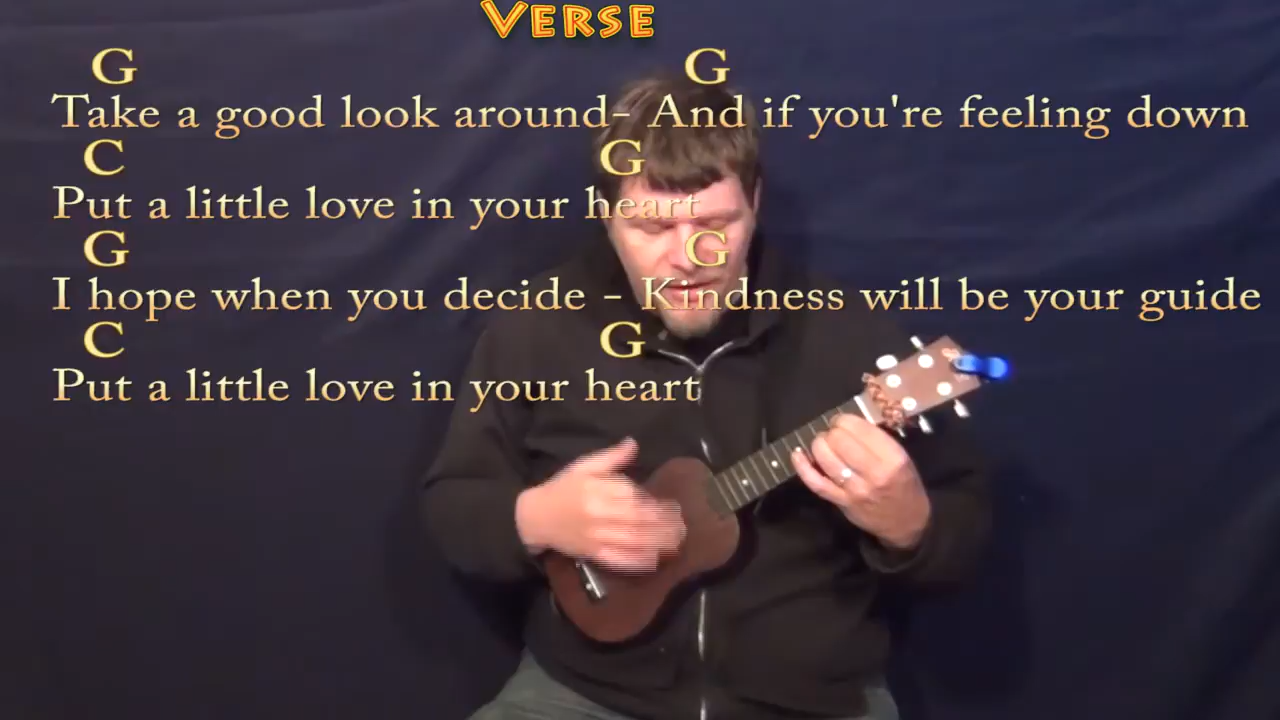 VERSE
G G
Take a good look around- And if you're feeling down
C G
Put a little love in your heart
G G
I hope when you decide - Kindness will be your guide
C G
Put a little love in your heart